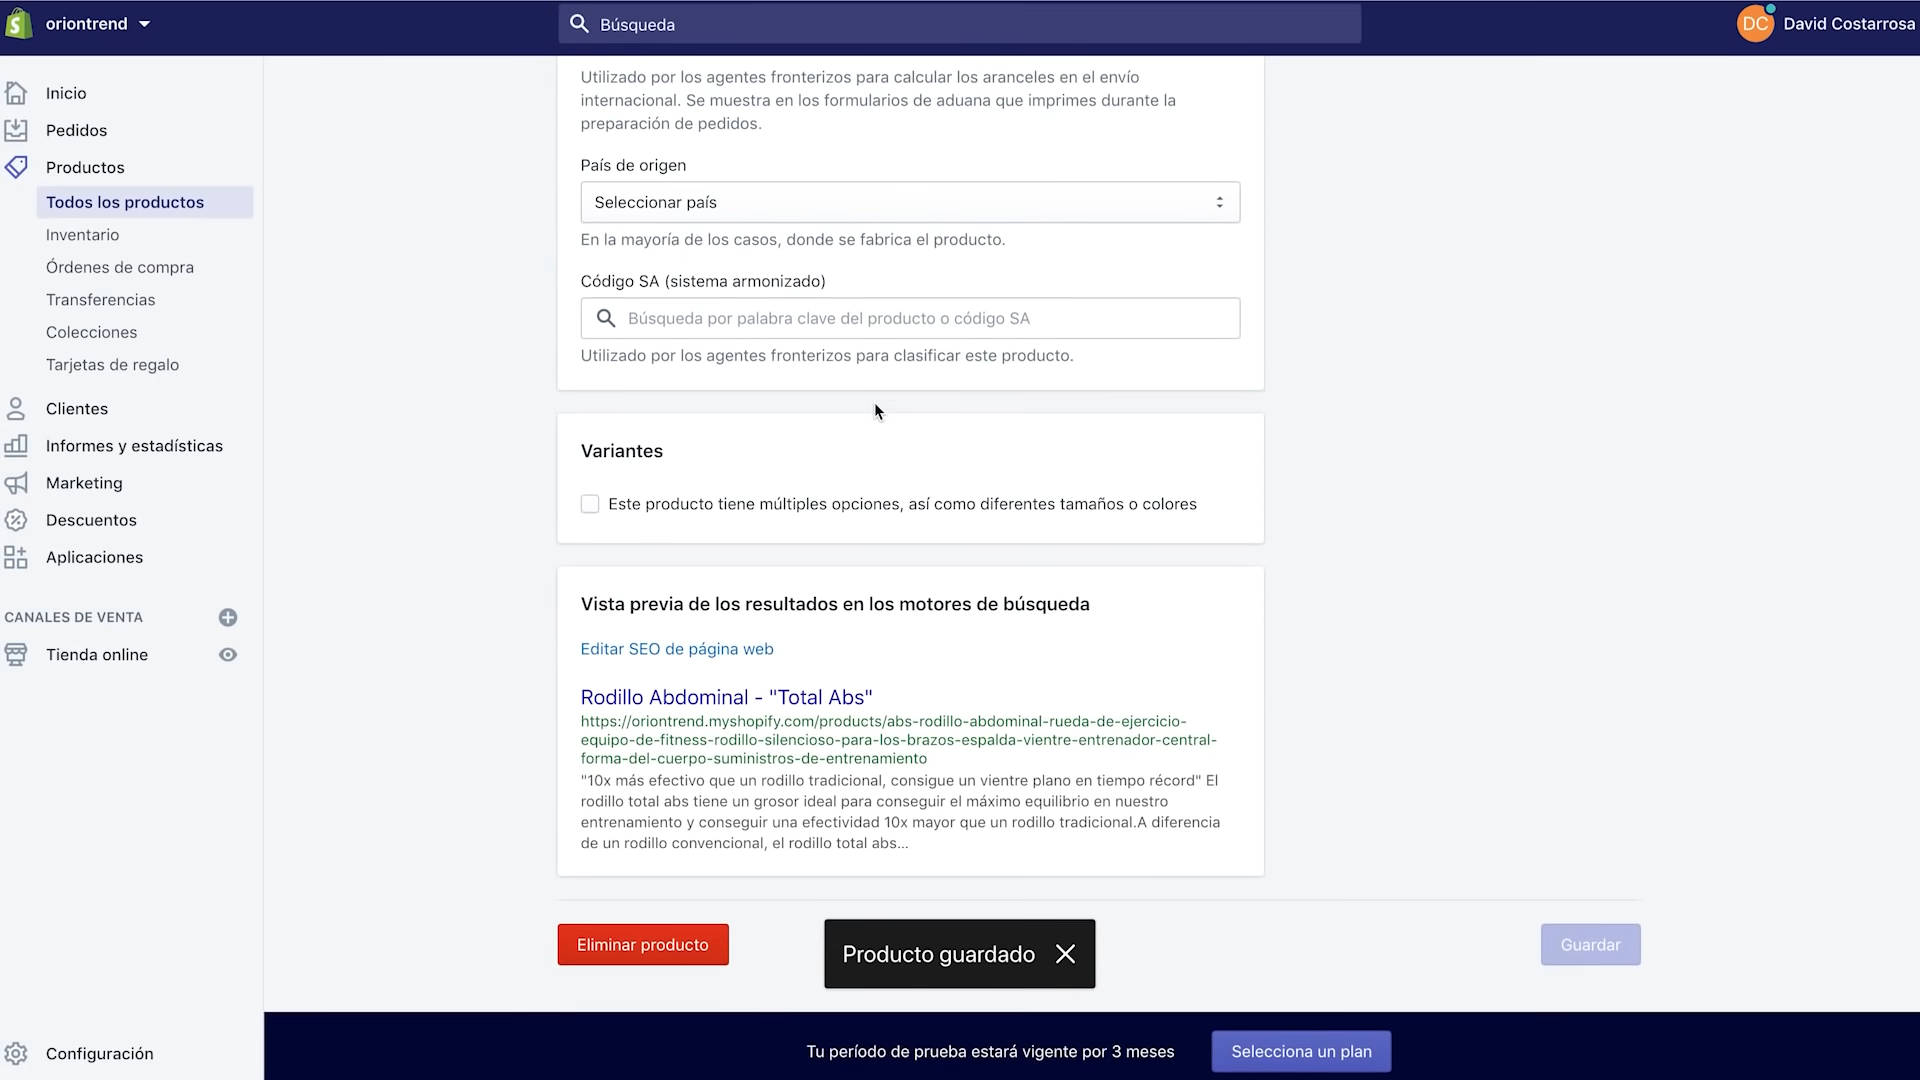 oriontrend
Búsqueda
DC
David Costarrosa
Inicio
Pedidos
Productos
Todos los productos
Inventario
Órdenes de compra
Transferencias
Colecciones
Tarjetas de regalo
Clientes
Informes y estadísticas
Marketing
Descuentos
Aplicaciones
CANALES DE VENTA
Tienda online
Configuración
Utilizado por los agentes fronterizos para calcular los aranceles en el envío
internacional. Se muestra en los formularios de aduana que imprimes durante la
preparación de pedidos.
País de origen
Seleccionar país
En la mayoría de los casos, donde se fabrica el producto.
Código SA (sistema armonizado)
Búsqueda por palabra clave del producto o código SA
Utilizado por los agentes fronterizos para clasificar este producto.
Variantes
Este producto tiene múltiples opciones, así como diferentes tamaños o colores
Vista previa de los resultados en los motores de búsqueda
Editar SEO de página web
Rodillo Abdominal - "Total Abs"
https://oriontrend.myshopify.com/products/abs-rodillo-abdominal-rueda-de-ejercicio-
equipo-de-fitness-rodillo-silencioso-para-los-brazos-espalda-vientre-entrenador-central-
forma-del-cuerpo-suministros-de-entrenamiento
"10x más efectivo que un rodillo tradicional, consigue un vientre plano en tiempo récord" El
rodillo total abs tiene un grosor ideal para conseguir el máximo equilibrio en nuestro
entrenamiento y conseguir una efectividad 10x mayor que un rodillo tradicional.A diferencia
de un rodillo convencional, el rodillo total abs...
Eliminar producto
Producto guardado
Guardar
Tu período de prueba estará vigente por 3 meses
Selecciona un plan